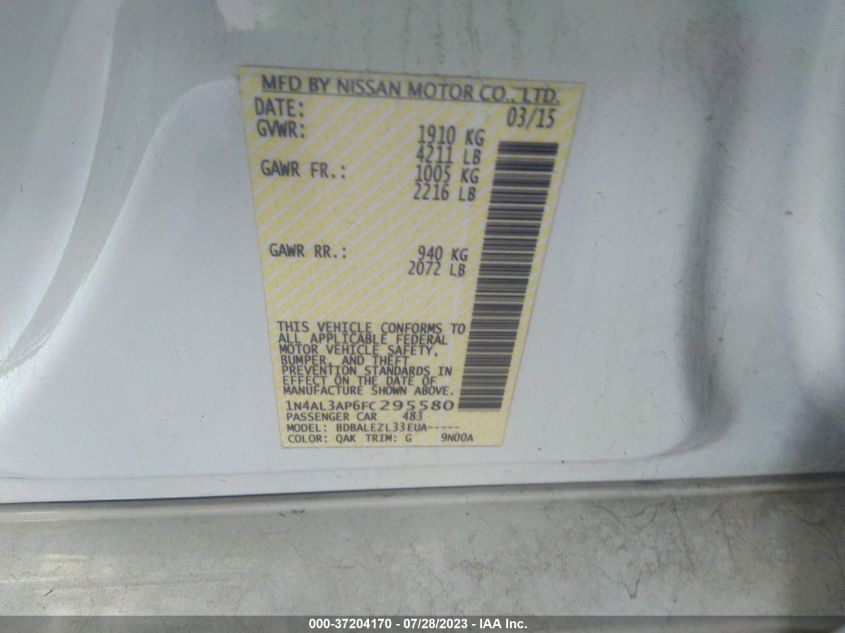 MFD BY NISSAN MOTOR CO., LTD.
DATE: 03/15
GVWR: 1910 KG
4211 LB
GAWR FR.: 1005 KG
2216 LB
GAWR RR.: 940 KG
2072 LB
THIS VEHICLE CONFORMS TO
ALL APPLICABLE FEDERAL
MOTOR VEHICLE SAFETY,
BUMPER, AND THEFT
PREVENTION STANDARDS IN
EFFECT ON THE DATE OF
MANUFACTURE SHOWN ABOVE.
1N4AL3AP6FC295580
PASSENGER CAR 483
MODEL: BDBALEZL33EUA-----
COLOR: QAK TRIM: G 9N00A
000-37204170 - 07/28/2023 - IAA Inc.